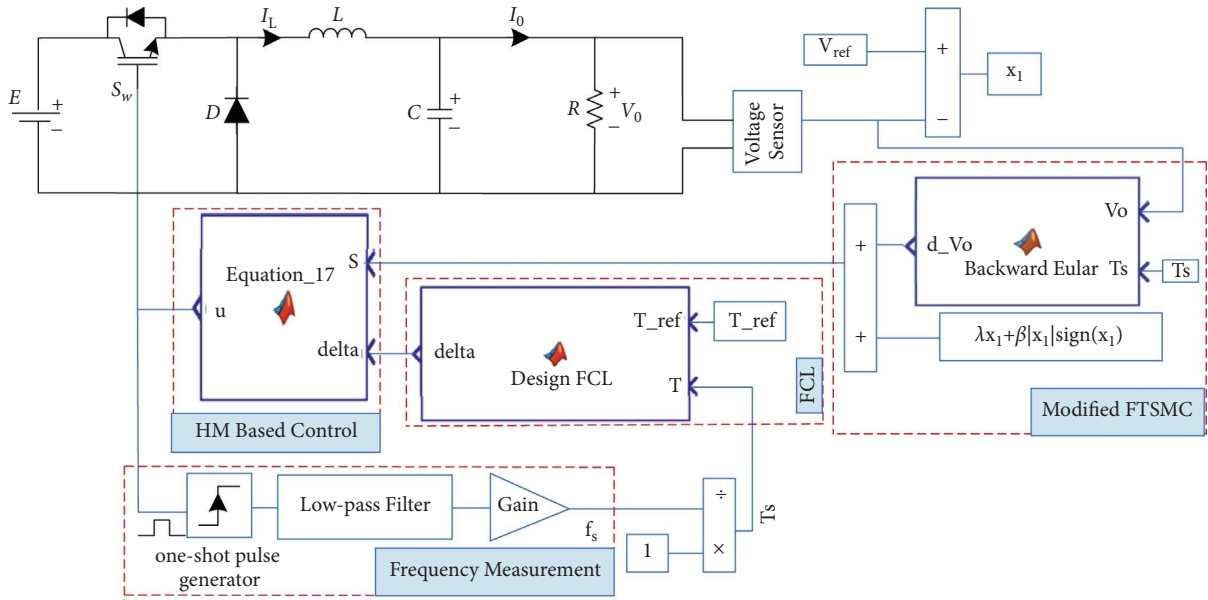 I_L
L
I_0
V_ref
+
x_1
−
E
+
−
S_w
D
C
+
−
R
+
V_0
−
Voltage
Sensor
Vo
d_Vo
Backward Eular
Ts
Ts
+
+
λx_1+β|x_1|sign(x_1)
Modified FTSMC
Equation_17
S
u
delta
HM Based Control
T_ref
T_ref
delta
Design FCL
T
FCL
Low-pass Filter
Gain
f_s
one-shot pulse
generator
Frequency Measurement
÷
×
1
Ts